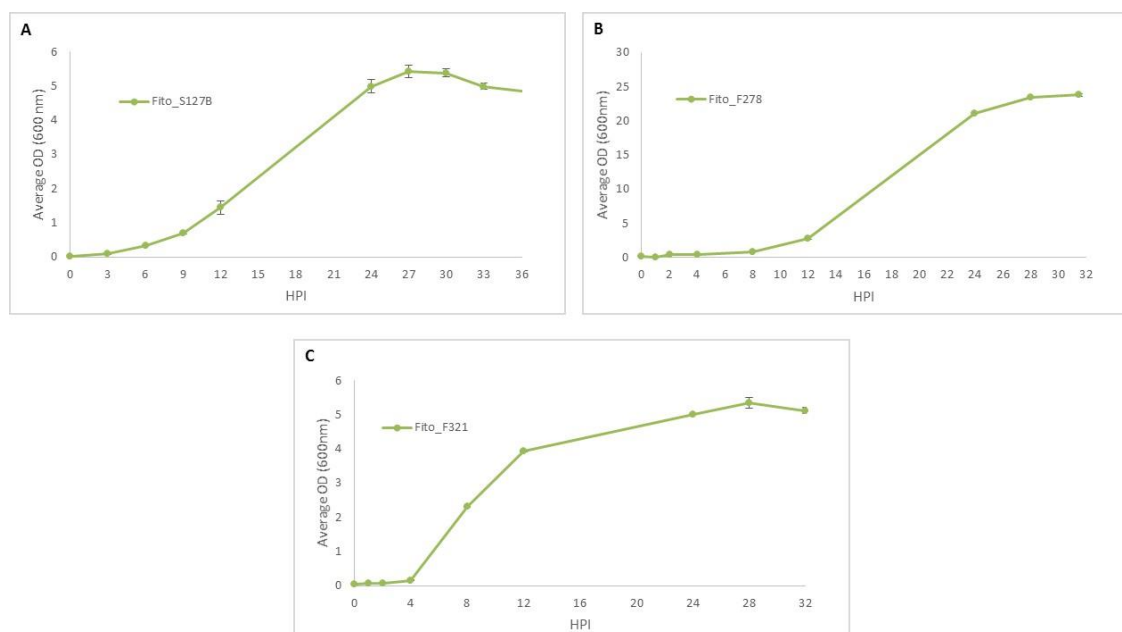 A
Average OD (600 nm)
6
5
4
3
2
1
0
Fito_S127B
0 3 6 9 12 15 18 21 24 27 30 33 36
HPI
B
Average OD (600nm)
30
25
20
15
10
5
0
Fito_F278
0 2 4 6 8 10 12 14 16 18 20 22 24 26 28 30 32
HPI
C
Average OD (600nm)
6
5
4
3
2
1
0
Fito_F321
0 4 8 12 16 20 24 28 32
HPI